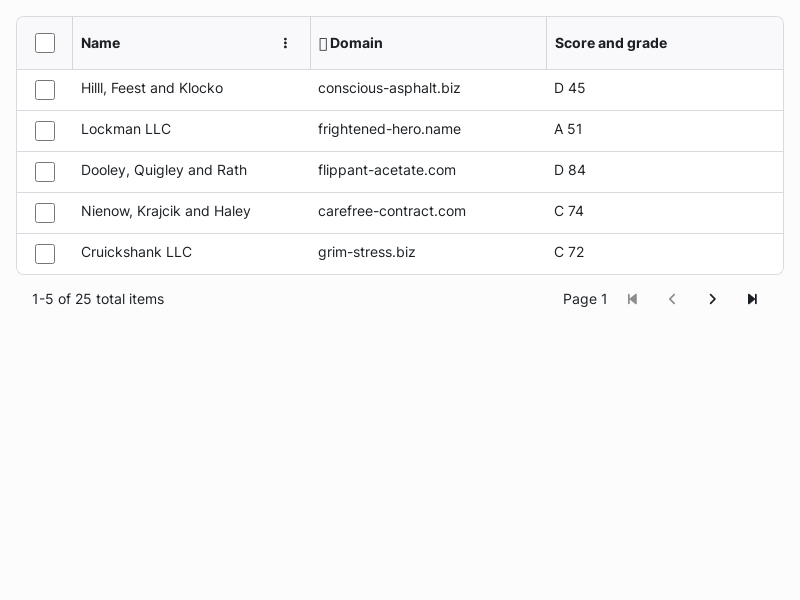 Name Domain Score and grade
Hilll, Feest and Klocko conscious-asphalt.biz D 45
Lockman LLC frightened-hero.name A 51
Dooley, Quigley and Rath flippant-acetate.com D 84
Nienow, Krajcik and Haley carefree-contract.com C 74
Cruickshank LLC grim-stress.biz C 72
1-5 of 25 total items Page 1